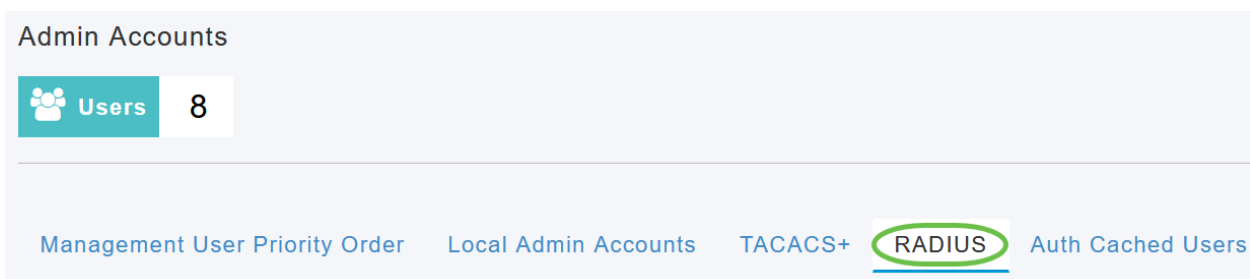 Admin Accounts
Users 8
Management User Priority Order Local Admin Accounts TACACS+ RADIUS Auth Cached Users